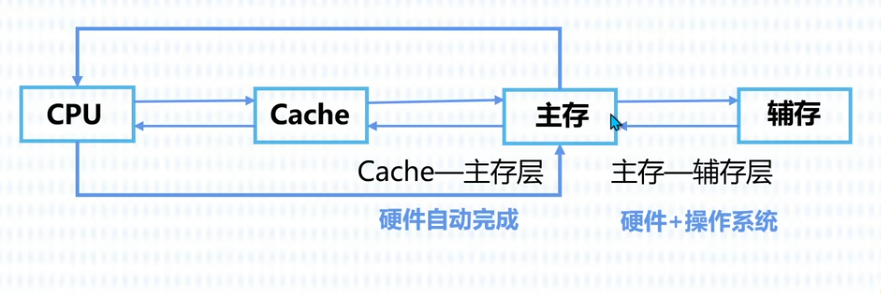 CPU
Cache
主存
辅存
Cache—主存层
主存—辅存层
硬件自动完成
硬件+操作系统